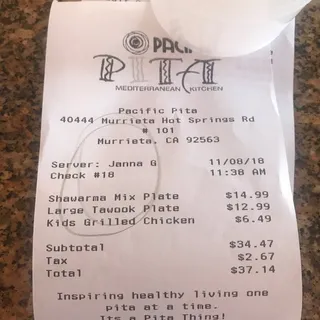 PACIF
PITA
MEDITERRANEAN KITCHEN
Pacific Pita
40444 Murrieta Hot Springs Rd
# 101
Murrieta, CA 92563
Server: Janna G 11/08/18
Check #18 11:38 AM
Shawarma Mix Plate $14.99
Large Tawook Plate $12.99
Kids Grilled Chicken $6.49
Subtotal $34.47
Tax $2.67
Total $37.14
Inspiring healthy living one
pita at a time.
Its a Pita Thing!